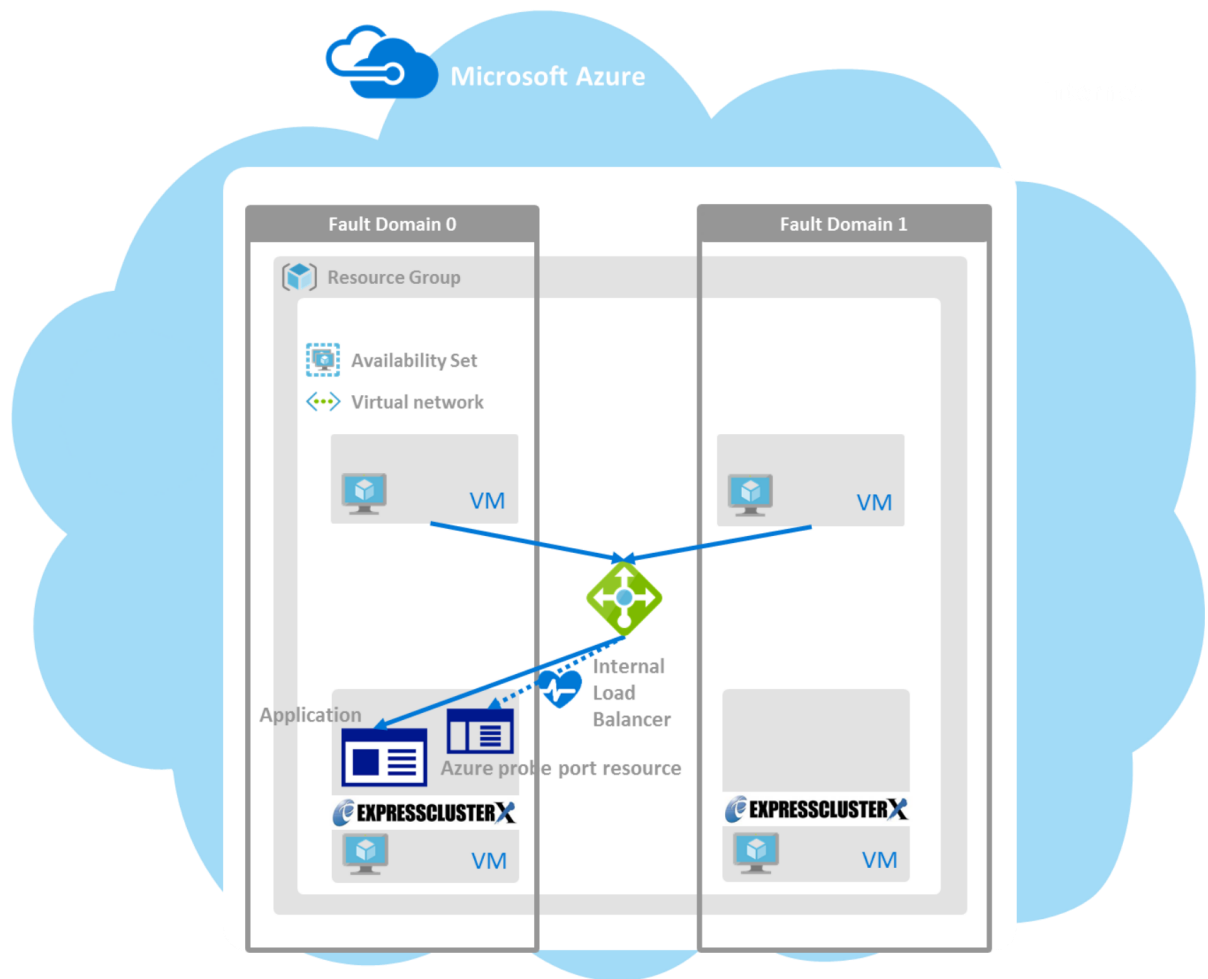 Microsoft Azure
Fault Domain 0
Fault Domain 1
Resource Group
Availability Set
Virtual network
VM
VM
Internal
Load
Balancer
Application
Azure probe port resource
EXPRESSCLUSTER X
EXPRESSCLUSTER X
VM
VM